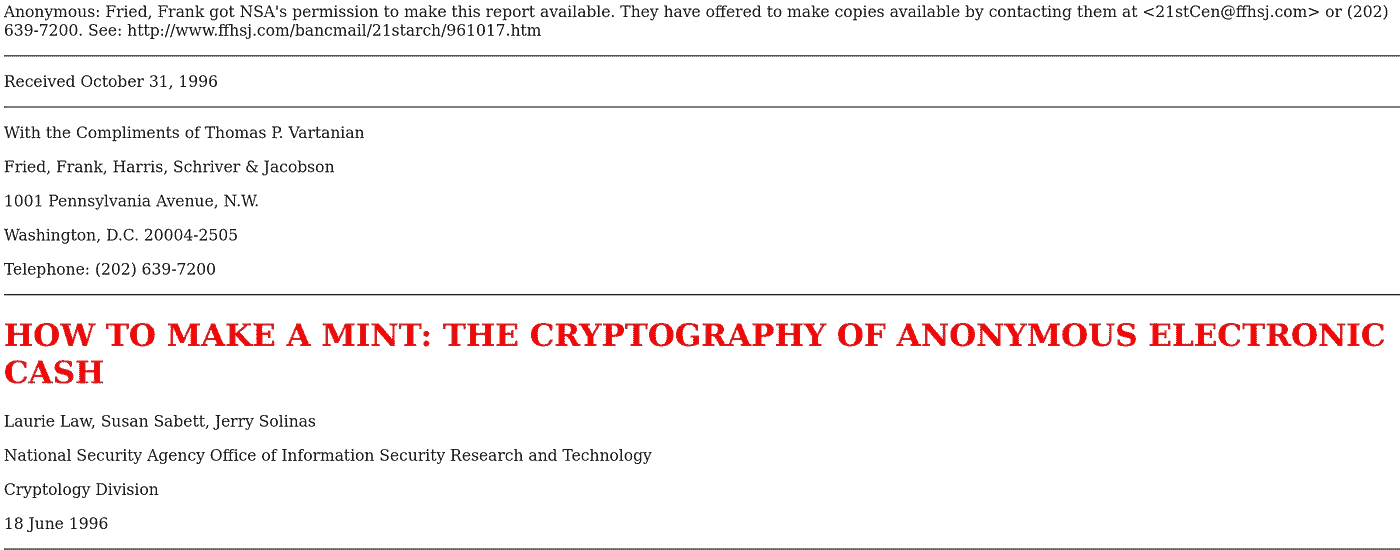 Anonymous: Fried, Frank got NSA's permission to make this report available. They have offered to make copies available by contacting them at <21stCen@ffhsj.com> or (202)
639-7200. See: http://www.ffhsj.com/bancmail/21starch/961017.htm
Received October 31, 1996
With the Compliments of Thomas P. Vartanian
Fried, Frank, Harris, Schriver & Jacobson
1001 Pennsylvania Avenue, N.W.
Washington, D.C. 20004-2505
Telephone: (202) 639-7200
HOW TO MAKE A MINT: THE CRYPTOGRAPHY OF ANONYMOUS ELECTRONIC
CASH
Laurie Law, Susan Sabett, Jerry Solinas
National Security Agency Office of Information Security Research and Technology
Cryptology Division
18 June 1996